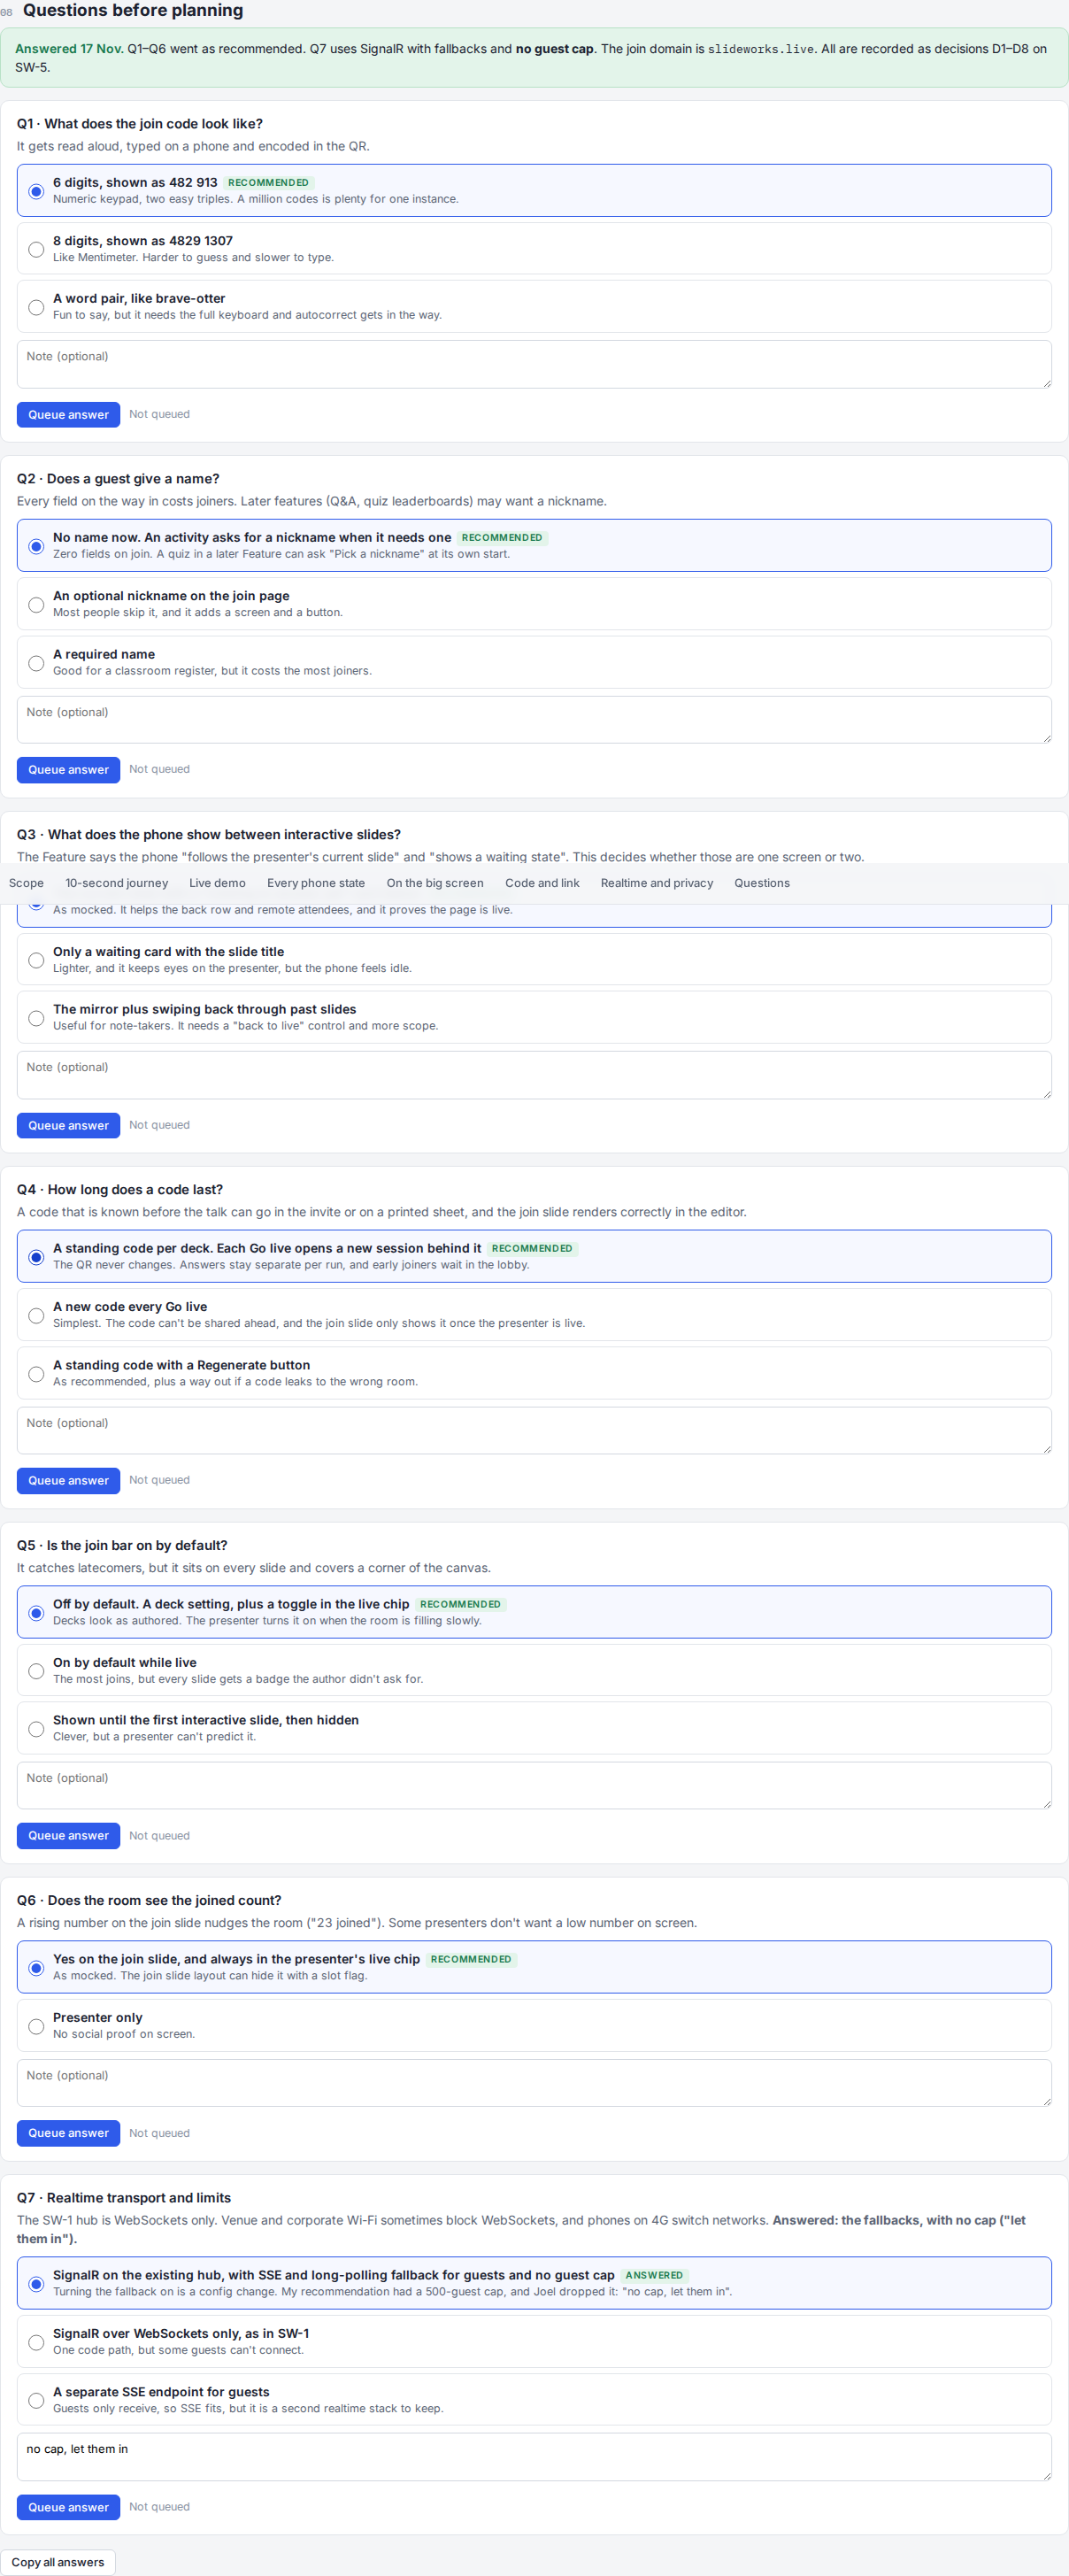 08 Questions before planning
Answered 17 Nov. Q1–Q6 went as recommended. Q7 uses SignalR with fallbacks and no guest cap. The join domain is slideworks.live. All are recorded as decisions D1–D8 on
SW-5.
Q1 · What does the join code look like?
It gets read aloud, typed on a phone and encoded in the QR.
6 digits, shown as 482 913 RECOMMENDED
Numeric keypad, two easy triples. A million codes is plenty for one instance.
8 digits, shown as 4829 1307
Like Mentimeter. Harder to guess and slower to type.
A word pair, like brave-otter
Fun to say, but it needs the full keyboard and autocorrect gets in the way.
Note (optional)
Queue answer Not queued
Q2 · Does a guest give a name?
Every field on the way in costs joiners. Later features (Q&A, quiz leaderboards) may want a nickname.
No name now. An activity asks for a nickname when it needs one RECOMMENDED
Zero fields on join. A quiz in a later Feature can ask "Pick a nickname" at its own start.
An optional nickname on the join page
Most people skip it, and it adds a screen and a button.
A required name
Good for a classroom register, but it costs the most joiners.
Note (optional)
Queue answer Not queued
Q3 · What does the phone show between interactive slides?
The Feature says the phone "follows the presenter's current slide" and "shows a waiting state". This decides whether those are one screen or two.
Scope 10-second journey Live demo Every phone state On the big screen Code and link Realtime and privacy Questions
As mocked. It helps the back row and remote attendees, and it proves the page is live.
Only a waiting card with the slide title
Lighter, and it keeps eyes on the presenter, but the phone feels idle.
The mirror plus swiping back through past slides
Useful for note-takers. It needs a "back to live" control and more scope.
Note (optional)
Queue answer Not queued
Q4 · How long does a code last?
A code that is known before the talk can go in the invite or on a printed sheet, and the join slide renders correctly in the editor.
A standing code per deck. Each Go live opens a new session behind it RECOMMENDED
The QR never changes. Answers stay separate per run, and early joiners wait in the lobby.
A new code every Go live
Simplest. The code can't be shared ahead, and the join slide only shows it once the presenter is live.
A standing code with a Regenerate button
As recommended, plus a way out if a code leaks to the wrong room.
Note (optional)
Queue answer Not queued
Q5 · Is the join bar on by default?
It catches latecomers, but it sits on every slide and covers a corner of the canvas.
Off by default. A deck setting, plus a toggle in the live chip RECOMMENDED
Decks look as authored. The presenter turns it on when the room is filling slowly.
On by default while live
The most joins, but every slide gets a badge the author didn't ask for.
Shown until the first interactive slide, then hidden
Clever, but a presenter can't predict it.
Note (optional)
Queue answer Not queued
Q6 · Does the room see the joined count?
A rising number on the join slide nudges the room ("23 joined"). Some presenters don't want a low number on screen.
Yes on the join slide, and always in the presenter's live chip RECOMMENDED
As mocked. The join slide layout can hide it with a slot flag.
Presenter only
No social proof on screen.
Note (optional)
Queue answer Not queued
Q7 · Realtime transport and limits
The SW-1 hub is WebSockets only. Venue and corporate Wi-Fi sometimes block WebSockets, and phones on 4G switch networks. Answered: the fallbacks, with no cap ("let
them in").
SignalR on the existing hub, with SSE and long-polling fallback for guests and no guest cap ANSWERED
Turning the fallback on is a config change. My recommendation had a 500-guest cap, and Joel dropped it: "no cap, let them in".
SignalR over WebSockets only, as in SW-1
One code path, but some guests can't connect.
A separate SSE endpoint for guests
Guests only receive, so SSE fits, but it is a second realtime stack to keep.
no cap, let them in
Queue answer Not queued
Copy all answers